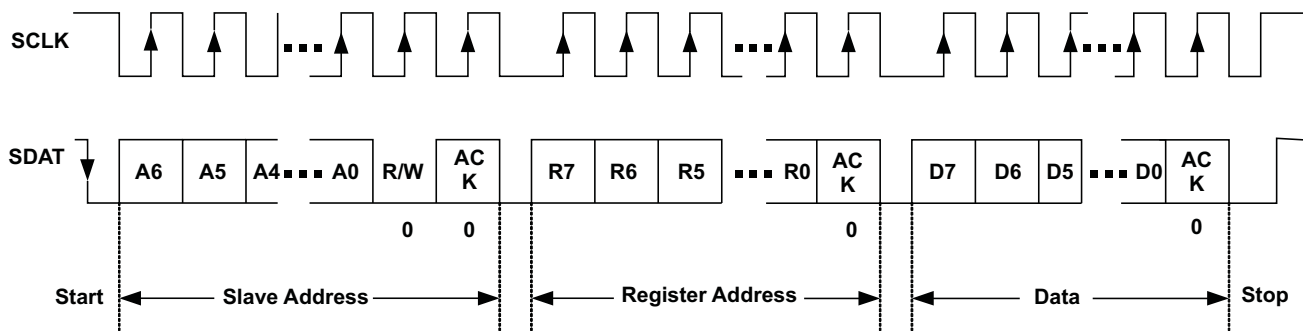 SCLK
SDAT
A6 A5 A4 A0 R/W AC K R7 R6 R5 R0 AC K D7 D6 D5 D0 AC K
0 0 0 0
Start Slave Address Register Address Data Stop